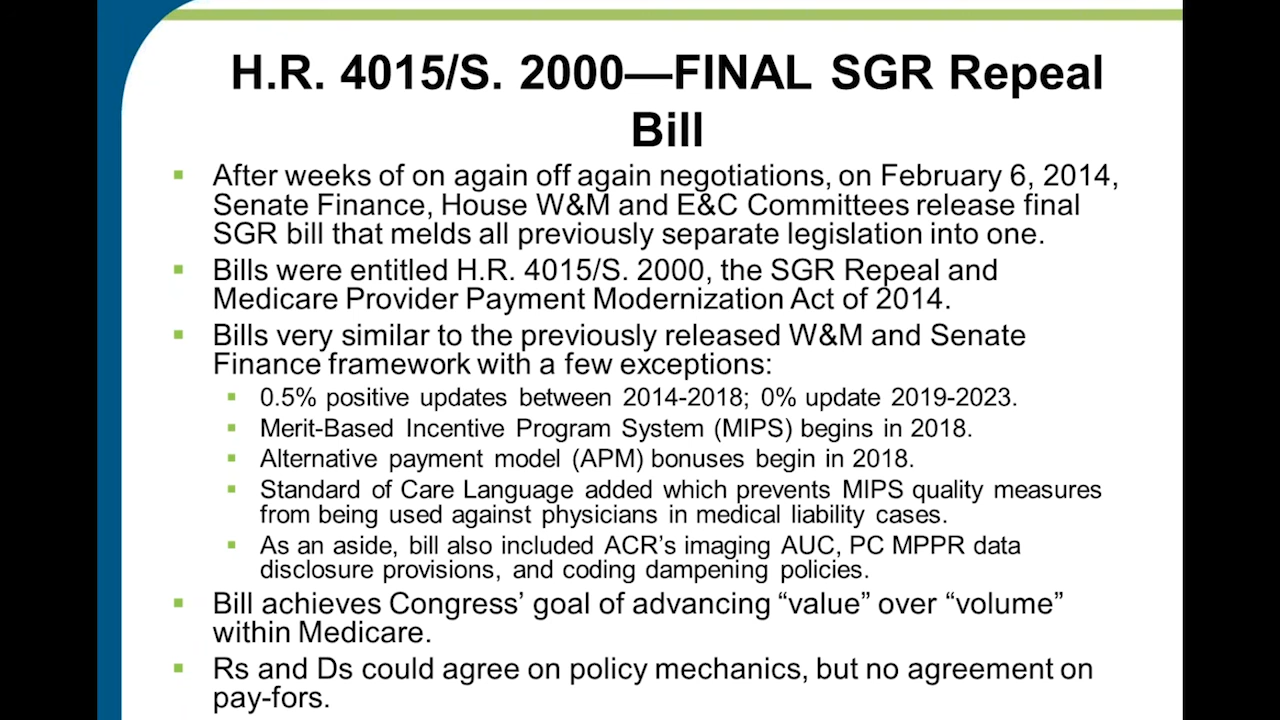 H.R. 4015/S. 2000—FINAL SGR Repeal
Bill
After weeks of on again off again negotiations, on February 6, 2014,
Senate Finance, House W&M and E&C Committees release final
SGR bill that melds all previously separate legislation into one.
Bills were entitled H.R. 4015/S. 2000, the SGR Repeal and
Medicare Provider Payment Modernization Act of 2014.
Bills very similar to the previously released W&M and Senate
Finance framework with a few exceptions:
0.5% positive updates between 2014-2018; 0% update 2019-2023.
Merit-Based Incentive Program System (MIPS) begins in 2018.
Alternative payment model (APM) bonuses begin in 2018.
Standard of Care Language added which prevents MIPS quality measures
from being used against physicians in medical liability cases.
As an aside, bill also included ACR’s imaging AUC, PC MPPR data
disclosure provisions, and coding dampening policies.
Bill achieves Congress’ goal of advancing “value” over “volume”
within Medicare.
Rs and Ds could agree on policy mechanics, but no agreement on
pay-fors.